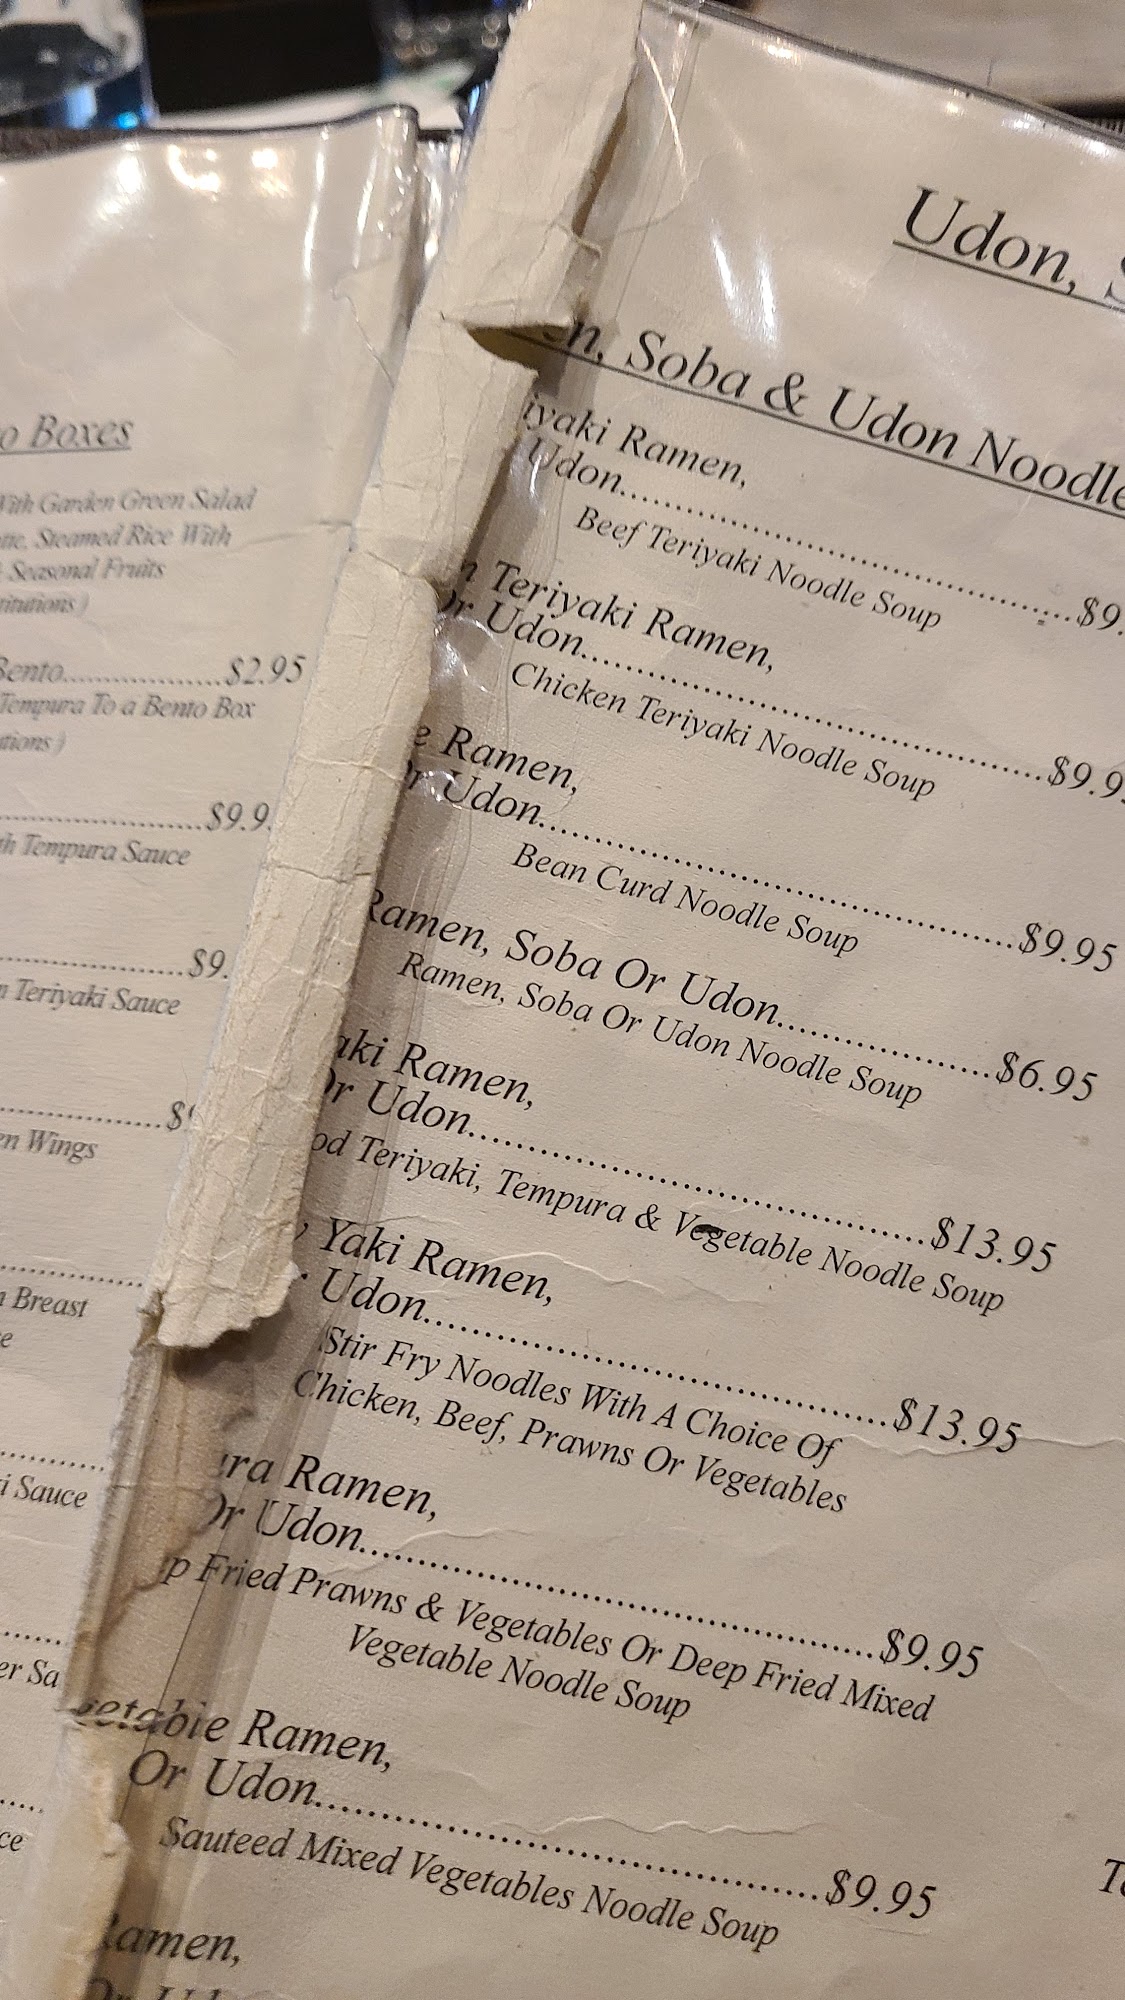 Boxes
With Garden Green Salad
Steamed Rice With
Seasonal Fruits
Bento....................$2.95
Tempura To a Bento Box
....................$9.9
Tempura Sauce
....................$9.
Teriyaki Sauce
....................$
Wings
Breast
Sauce
Udon,
Soba & Udon Noodle
Ramen,
Udon....................$9.
Beef Teriyaki Noodle Soup
Teriyaki Ramen,
Or Udon....................$9.9
Chicken Teriyaki Noodle Soup
Ramen,
Or Udon....................$9.95
Bean Curd Noodle Soup
Ramen, Soba Or Udon....................$6.95
Ramen, Soba Or Udon Noodle Soup
Ramen,
Or Udon....................$13.95
Teriyaki, Tempura & Vegetable Noodle Soup
Yaki Ramen,
Udon....................$13.95
Stir Fry Noodles With A Choice Of
Chicken, Beef, Prawns Or Vegetables
Ramen,
Or Udon....................$9.95
Fried Prawns & Vegetables Or Deep Fried Mixed
Vegetable Noodle Soup
Ramen,
Or Udon....................$9.95
Sauteed Mixed Vegetables Noodle Soup
Ramen,